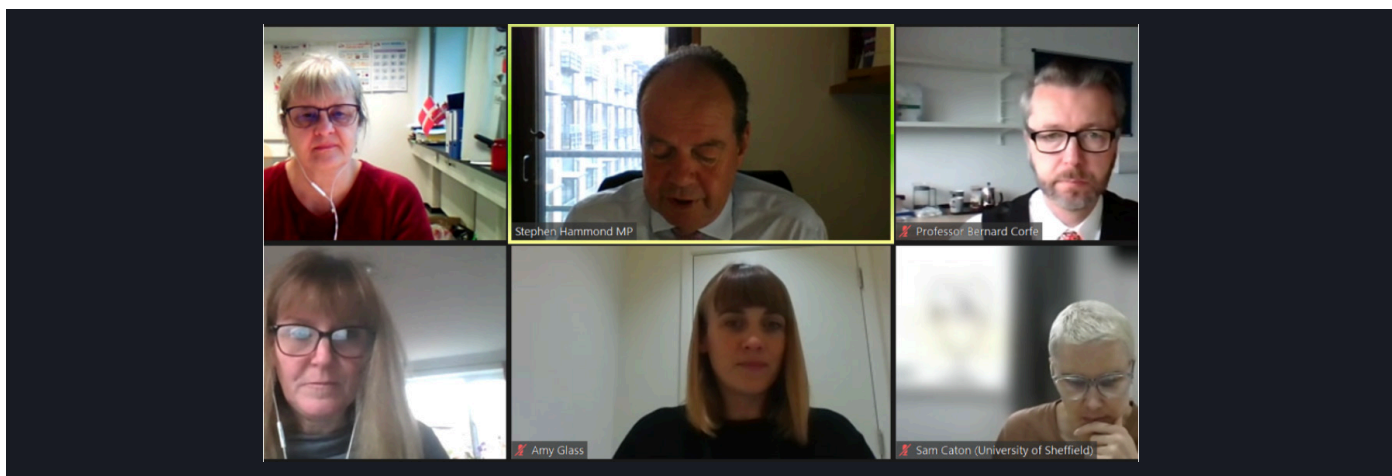 Stephen Hammond MP
Professor Bernard Corfe
Amy Glass
Sam Caton (University of Sheffield)